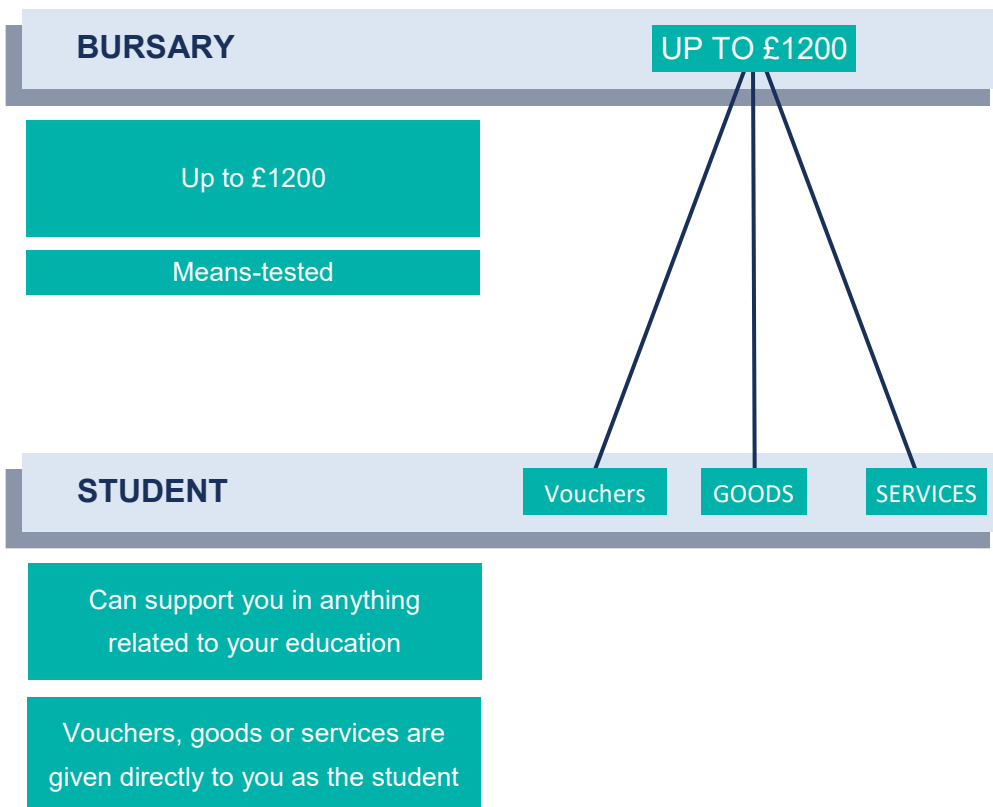 BURSARY
UP TO £1200
Up to £1200
Means-tested
STUDENT
Vouchers
GOODS
SERVICES
Can support you in anything
related to your education
Vouchers, goods or services are
given directly to you as the student